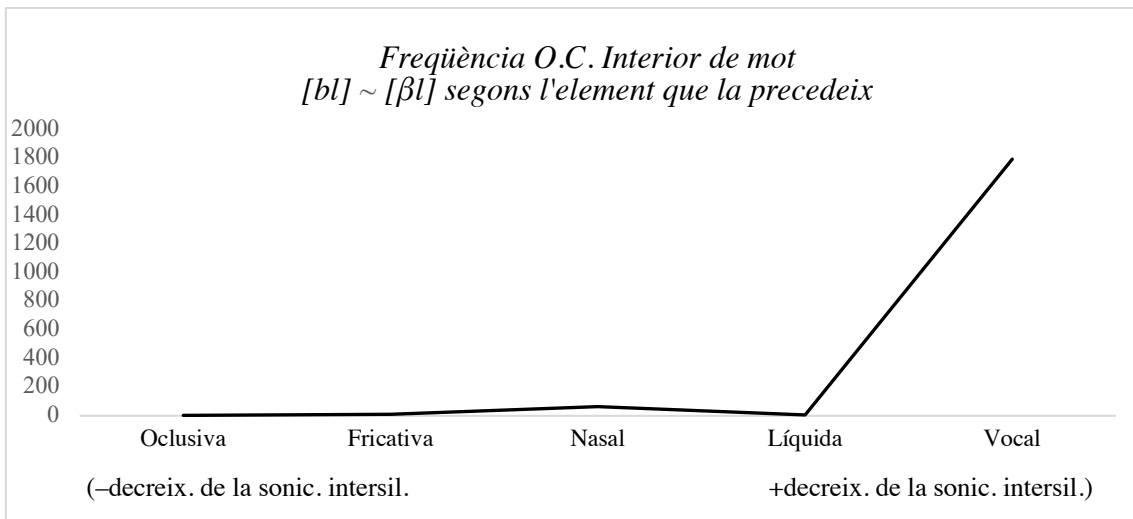 Freqüència O.C. Interior de mot
[bl] ~ [βl] segons l'element que la precedeix
2000
1800
1600
1400
1200
1000
800
600
400
200
0
Oclusiva Fricativa Nasal Líquida Vocal
(–decreix. de la sonic. intersil. +decreix. de la sonic. intersil.)